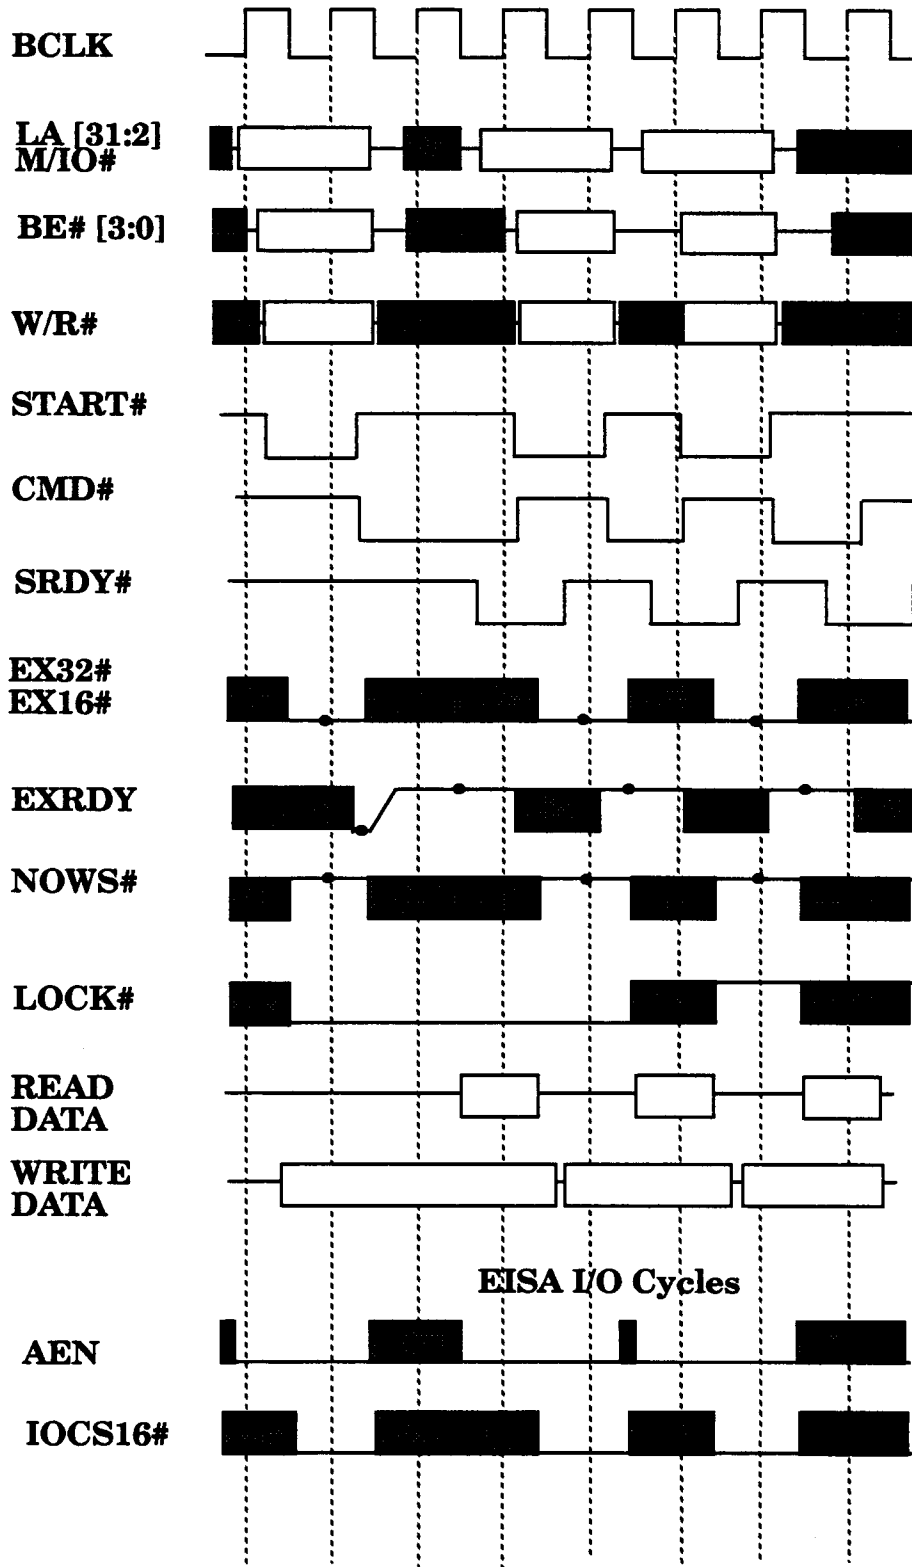 BCLK
LA [31:2]
M/IO#
BE# [3:0]
W/R#
START#
CMD#
SRDY#
EX32#
EX16#
EXRDY
NOWS#
LOCK#
READ
DATA
WRITE
DATA
EISA I/O Cycles
AEN
IOCS16#